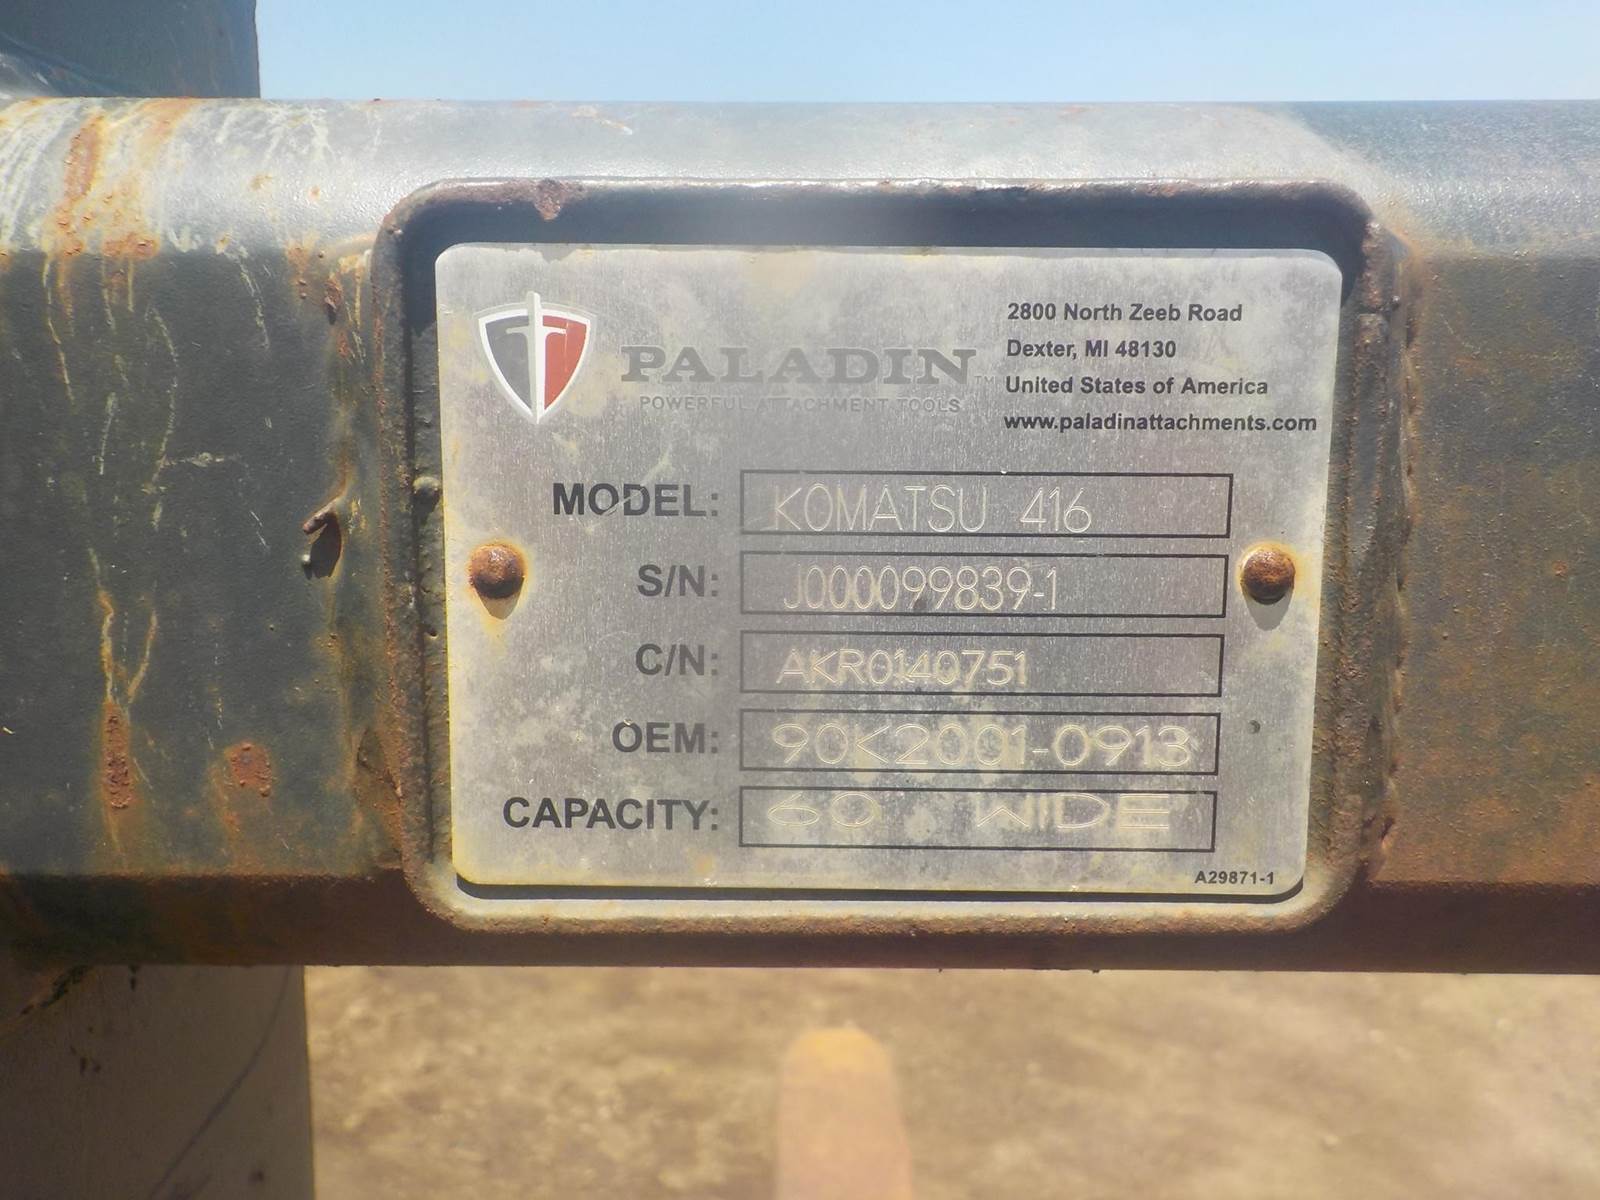 PALADIN™
POWERFUL ATTACHMENT TOOLS
2800 North Zeeb Road
Dexter, MI 48130
United States of America
www.paladinattachments.com
MODEL: KOMATSU 416
S/N: J000099839-1
C/N: AKR0140751
OEM: 90K2001-0913
CAPACITY: 60 WIDE
A29871-1